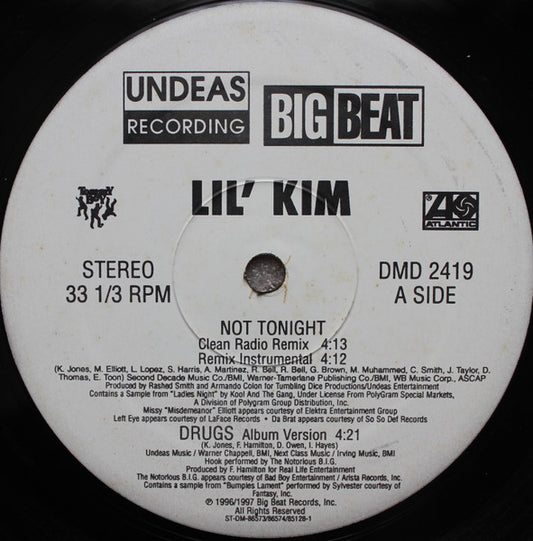 UNDEAS
RECORDING
BIG BEAT
Tommy Boy
LIL' KIM
ATLANTIC
STEREO
33 1/3 RPM
DMD 2419
A SIDE
NOT TONIGHT
Clean Radio Remix 4:13
Remix Instrumental 4:12
(K. Jones, M. Elliott, L. Lopez, S. Harris, A. Martinez, R. Bell, G. Brown, M. Muhammed, C. Smith, J. Taylor, D.
Thomas, E. Toon) Second Decade Music Co./BMI, Warner-Tamerlane Publishing Co./BMI, WB Music Corp., ASCAP
Produced by Rashed Smith and Armando Colon for Tumbling Dice Productions/Undeas Entertainment
Contains a Sample from "Ladies Night" by Kool And The Gang, Under License From PolyGram Special Markets,
A Division of Polygram Group Distribution, Inc.
Missy "Misdemeanor" Elliott appears courtesy of Elektra Entertainment Group
Left Eye appears courtesy of LaFace Records • Da Brat appears courtesy of So So Def Records
DRUGS Album Version 4:21
(K. Jones, F. Hamilton, D. Owen, I. Hayes)
Undeas Music / Warner Chappell, BMI, Next Class Music / Irving Music, BMI
Hook performed by The Notorious B.I.G.
Produced by F. Hamilton for Real Life Entertainment
The Notorious B.I.G. appears courtesy of Bad Boy Entertainment / Arista Records, Inc.
Contains a sample from "Bumpies Lament" performed by Sylvester courtesy of
Fantasy, Inc.
℗ 1996/1997 Big Beat Records, Inc.
All Rights Reserved
ST-DM-86573/86574/85128-1